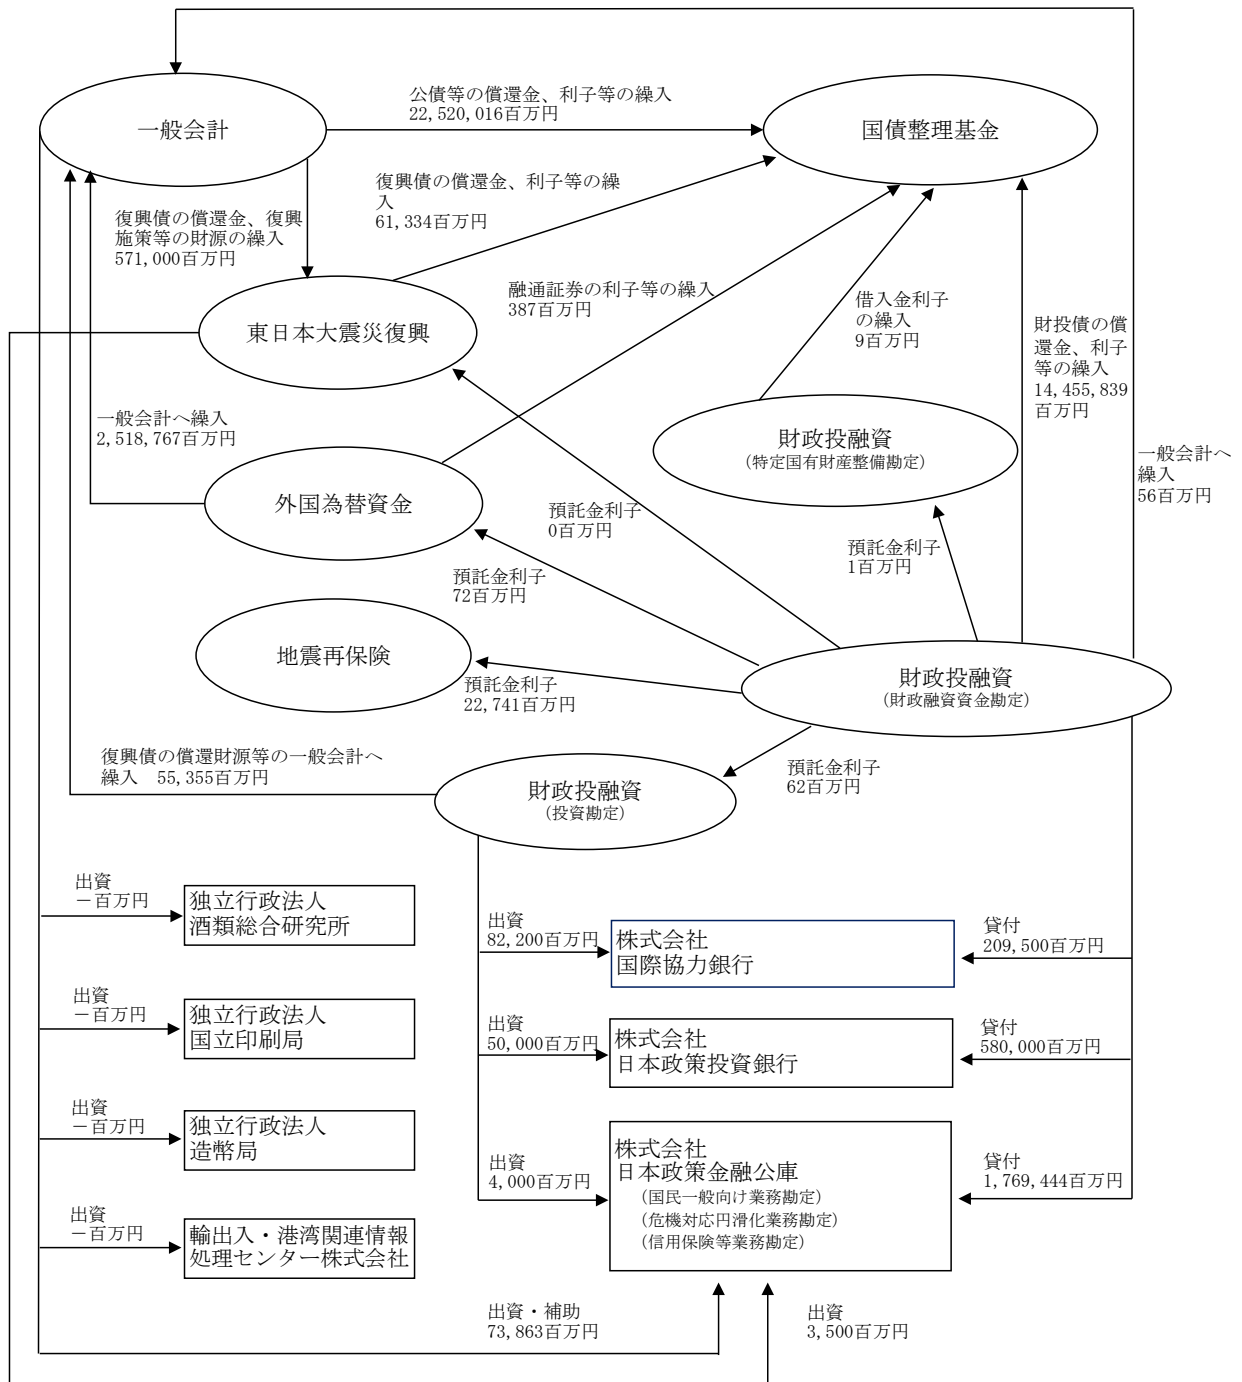 公債等の償還金、利子等の繰入
22,520,016百万円
一般会計
国債整理基金
復興債の償還金、利子等の繰
入
61,334百万円
復興債の償還金、復興
施策等の財源の繰入
571,000百万円
融通証券の利子等の繰入
387百万円
借入金利子
の繰入
9百万円
財投債の償
還金、利子
等の繰入
14,455,839
百万円
東日本大震災復興
一般会計へ繰入
2,518,767百万円
財政投融資
（特定国有財産整備勘定）
一般会計へ
繰入
56百万円
外国為替資金
預託金利子
0百万円
預託金利子
1百万円
預託金利子
72百万円
地震再保険
預託金利子
22,741百万円
財政投融資
（財政融資資金勘定）
復興債の償還財源等の一般会計へ
繰入　55,355百万円
預託金利子
62百万円
財政投融資
（投資勘定）
出資
－百万円
独立行政法人
酒類総合研究所
出資
82,200百万円
株式会社
国際協力銀行
貸付
209,500百万円
出資
－百万円
独立行政法人
国立印刷局
出資
50,000百万円
株式会社
日本政策投資銀行
貸付
580,000百万円
出資
－百万円
独立行政法人
造幣局
出資
4,000百万円
株式会社
日本政策金融公庫
（国民一般向け業務勘定）
（危機対応円滑化業務勘定）
（信用保険等業務勘定）
貸付
1,769,444百万円
出資
－百万円
輸出入・港湾関連情報
処理センター株式会社
出資・補助
73,863百万円
出資
3,500百万円